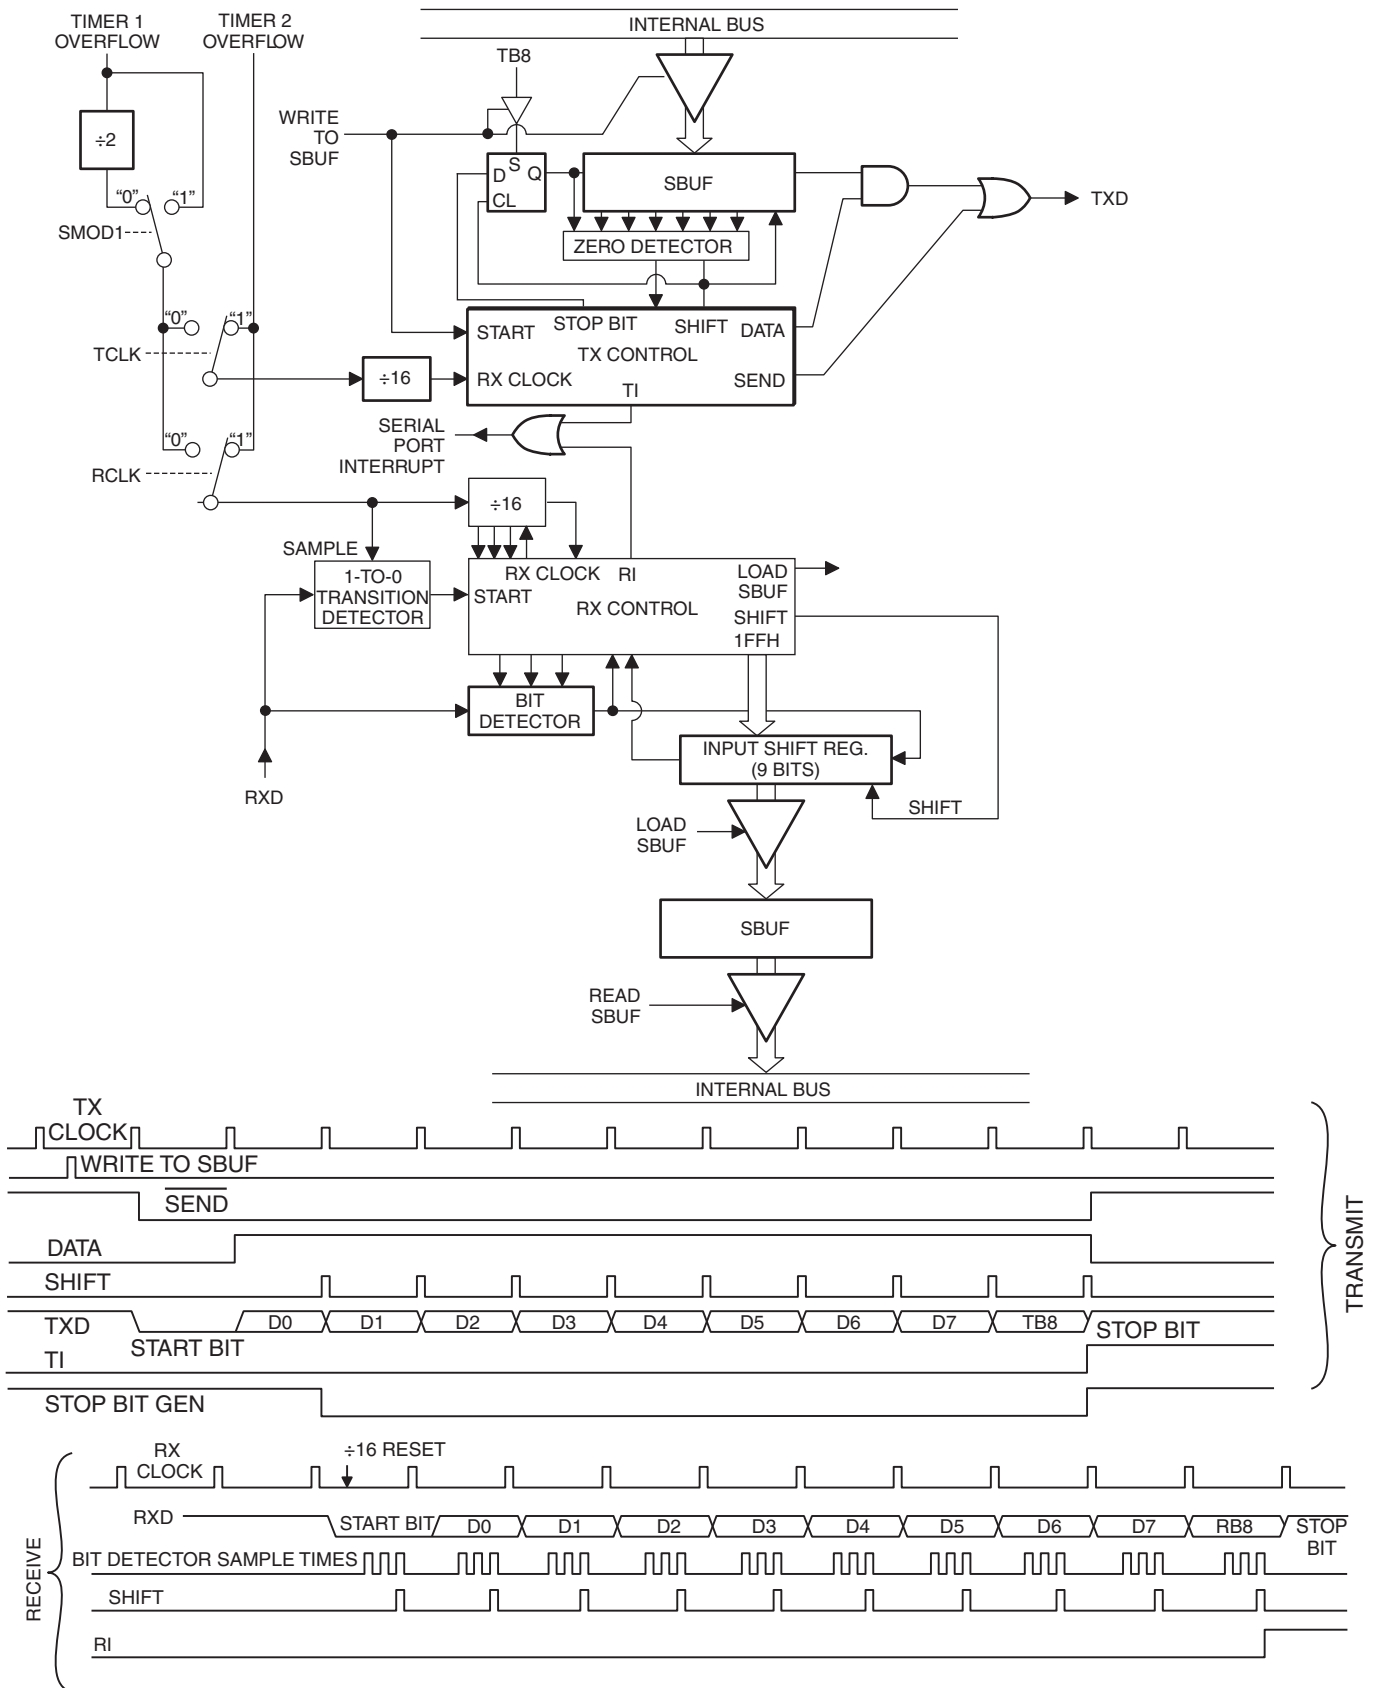 TIMER 1
OVERFLOW
TIMER 2
OVERFLOW
INTERNAL BUS
TB8
WRITE
TO
SBUF
÷2
"0"
"1"
SMOD1
D
S
Q
CL
SBUF
TXD
ZERO DETECTOR
"0"
"1"
TCLK
START
STOP BIT
SHIFT
DATA
TX CONTROL
÷16
RX CLOCK
TI
SEND
"0"
"1"
RCLK
SERIAL
PORT
INTERRUPT
÷16
SAMPLE
1-TO-0
TRANSITION
DETECTOR
RX CLOCK
RI
START
RX CONTROL
LOAD
SBUF
SHIFT
1FFH
BIT
DETECTOR
RXD
INPUT SHIFT REG.
(9 BITS)
SHIFT
LOAD
SBUF
SBUF
READ
SBUF
INTERNAL BUS
TX
CLOCK
WRITE TO SBUF
SEND
DATA
SHIFT
TXD
START BIT
D0
D1
D2
D3
D4
D5
D6
D7
TB8
STOP BIT
TI
STOP BIT GEN
TRANSMIT
RX
CLOCK
÷16 RESET
RXD
START BIT
D0
D1
D2
D3
D4
D5
D6
D7
RB8
STOP
BIT
BIT DETECTOR SAMPLE TIMES
SHIFT
RI
RECEIVE